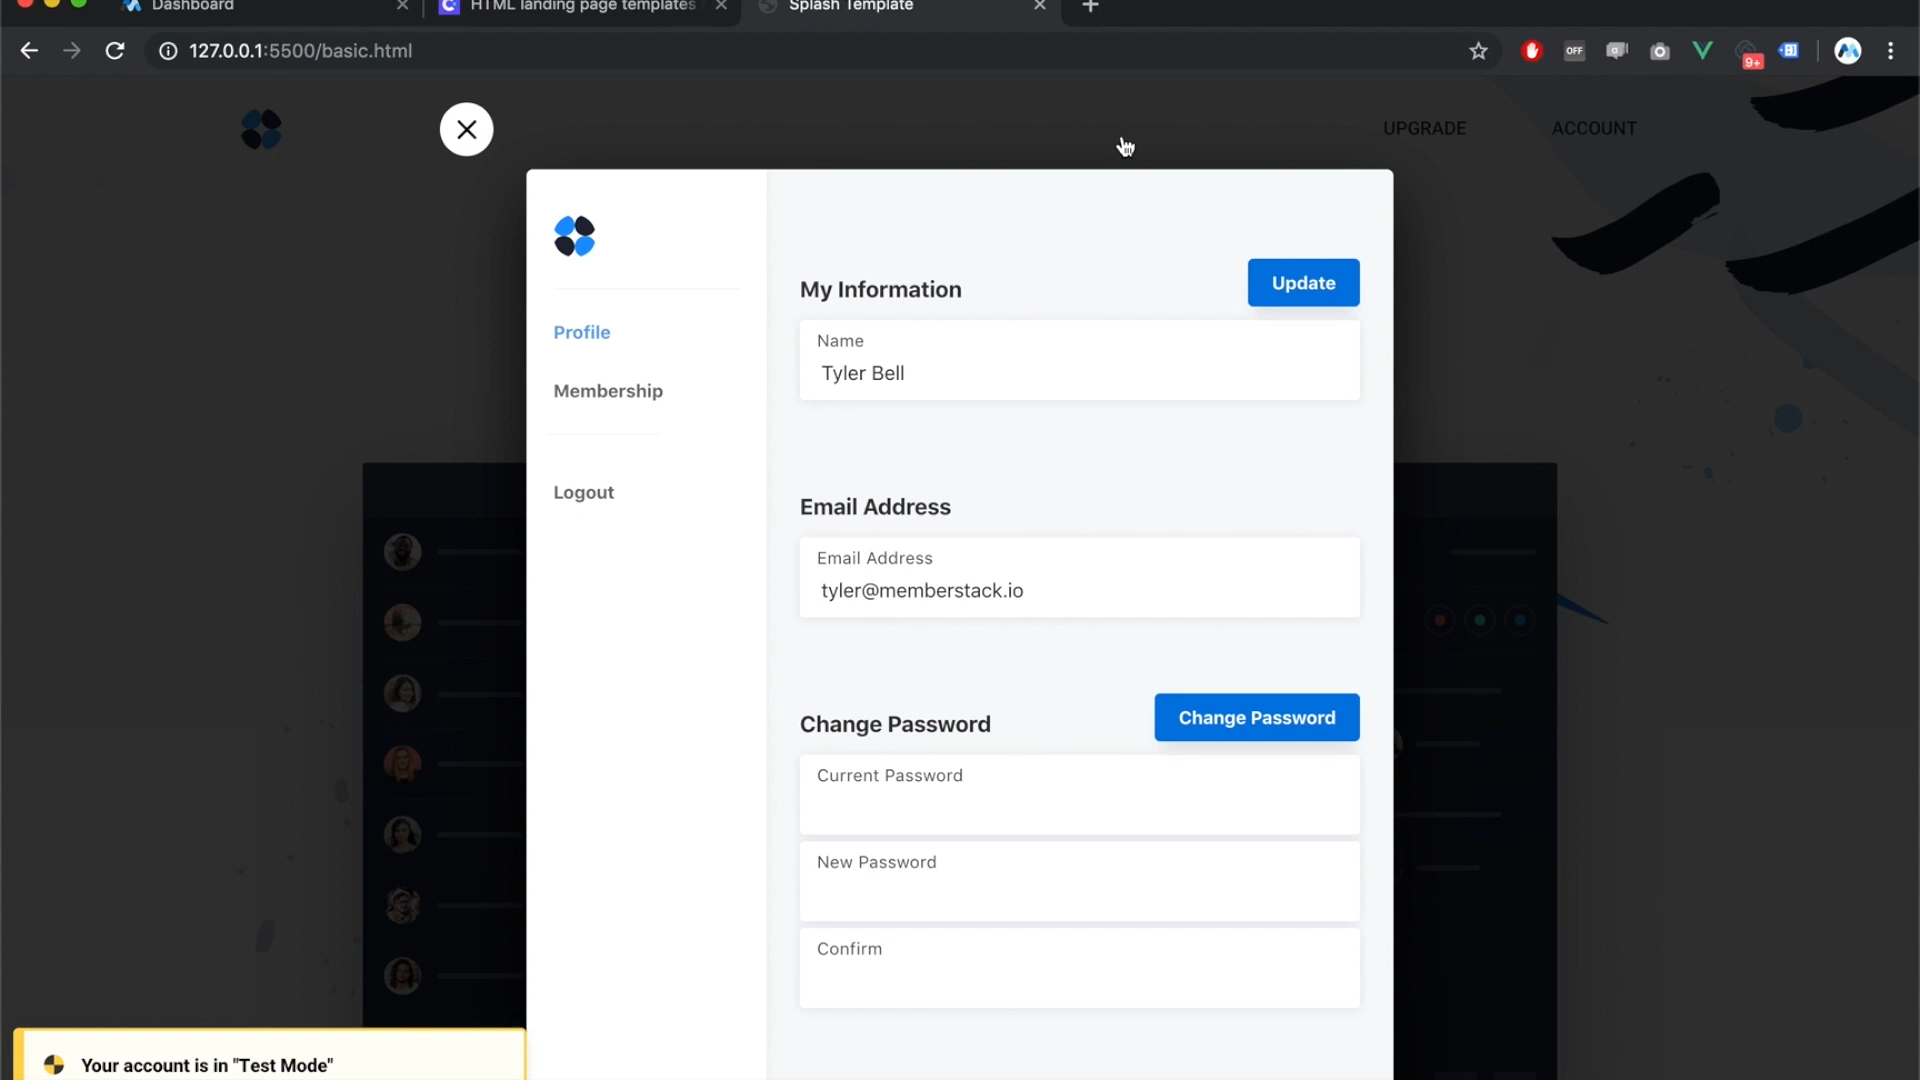 Dashboard
HTML landing page templates
Splash Template
127.0.0.1:5500/basic.html
OFF
9+
UPGRADE
ACCOUNT
My Information
Update
Name
Tyler Bell
Profile
Membership
Logout
Email Address
Email Address
tyler@memberstack.io
Change Password
Change Password
Current Password
New Password
Confirm
Your account is in "Test Mode"